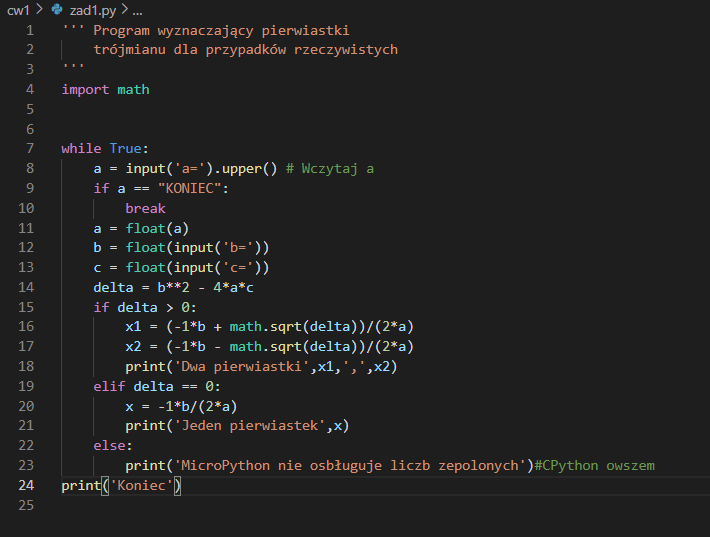 cw1 > zad1.py > ...
1 ''' Program wyznaczający pierwiastki
2     trójmianu dla przypadków rzeczywistych
3 '''
4 import math
5
6
7 while True:
8     a = input('a=').upper() # Wczytaj a
9     if a == "KONIEC":
10         break
11     a = float(a)
12     b = float(input('b='))
13     c = float(input('c='))
14     delta = b**2 - 4*a*c
15     if delta > 0:
16         x1 = (-1*b + math.sqrt(delta))/(2*a)
17         x2 = (-1*b - math.sqrt(delta))/(2*a)
18         print('Dwa pierwiastki',x1,',',x2)
19     elif delta == 0:
20         x = -1*b/(2*a)
21         print('Jeden pierwiastek',x)
22     else:
23         print('MicroPython nie osbługuje liczb zepolonych')#CPython owszem
24 print('Koniec')
25